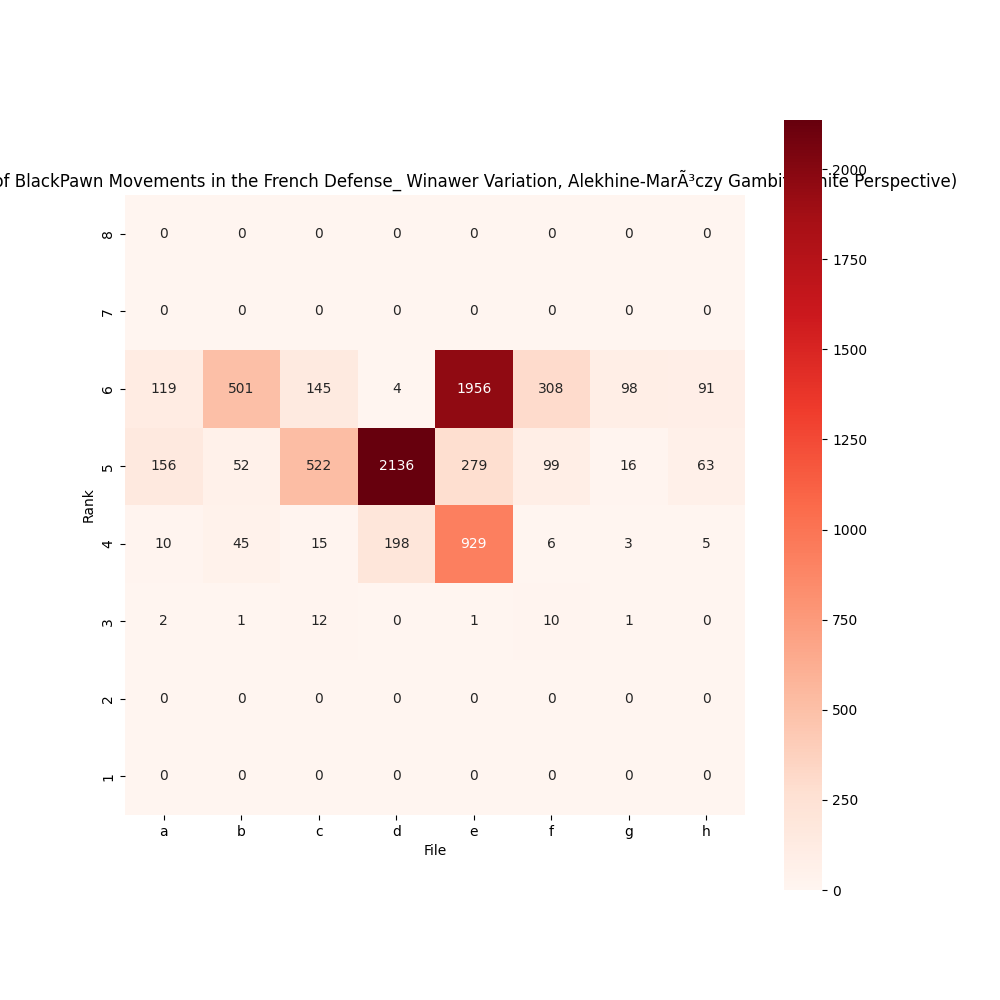 of BlackPawn Movements in the French Defense_ Winawer Variation, Alekhine-MarÃ³czy Gambi Perspective)
8 0 0 0 0 0 0 0 0
7 0 0 0 0 0 0 0 0
6 119 501 145 4 1956 308 98 91
5 156 52 522 2136 279 99 16 63
4 10 45 15 198 929 6 3 5
3 2 1 12 0 1 10 1 0
2 0 0 0 0 0 0 0 0
1 0 0 0 0 0 0 0 0
a b c d e f g h
File
Rank
2000
1750
1500
1250
1000
750
500
250
0